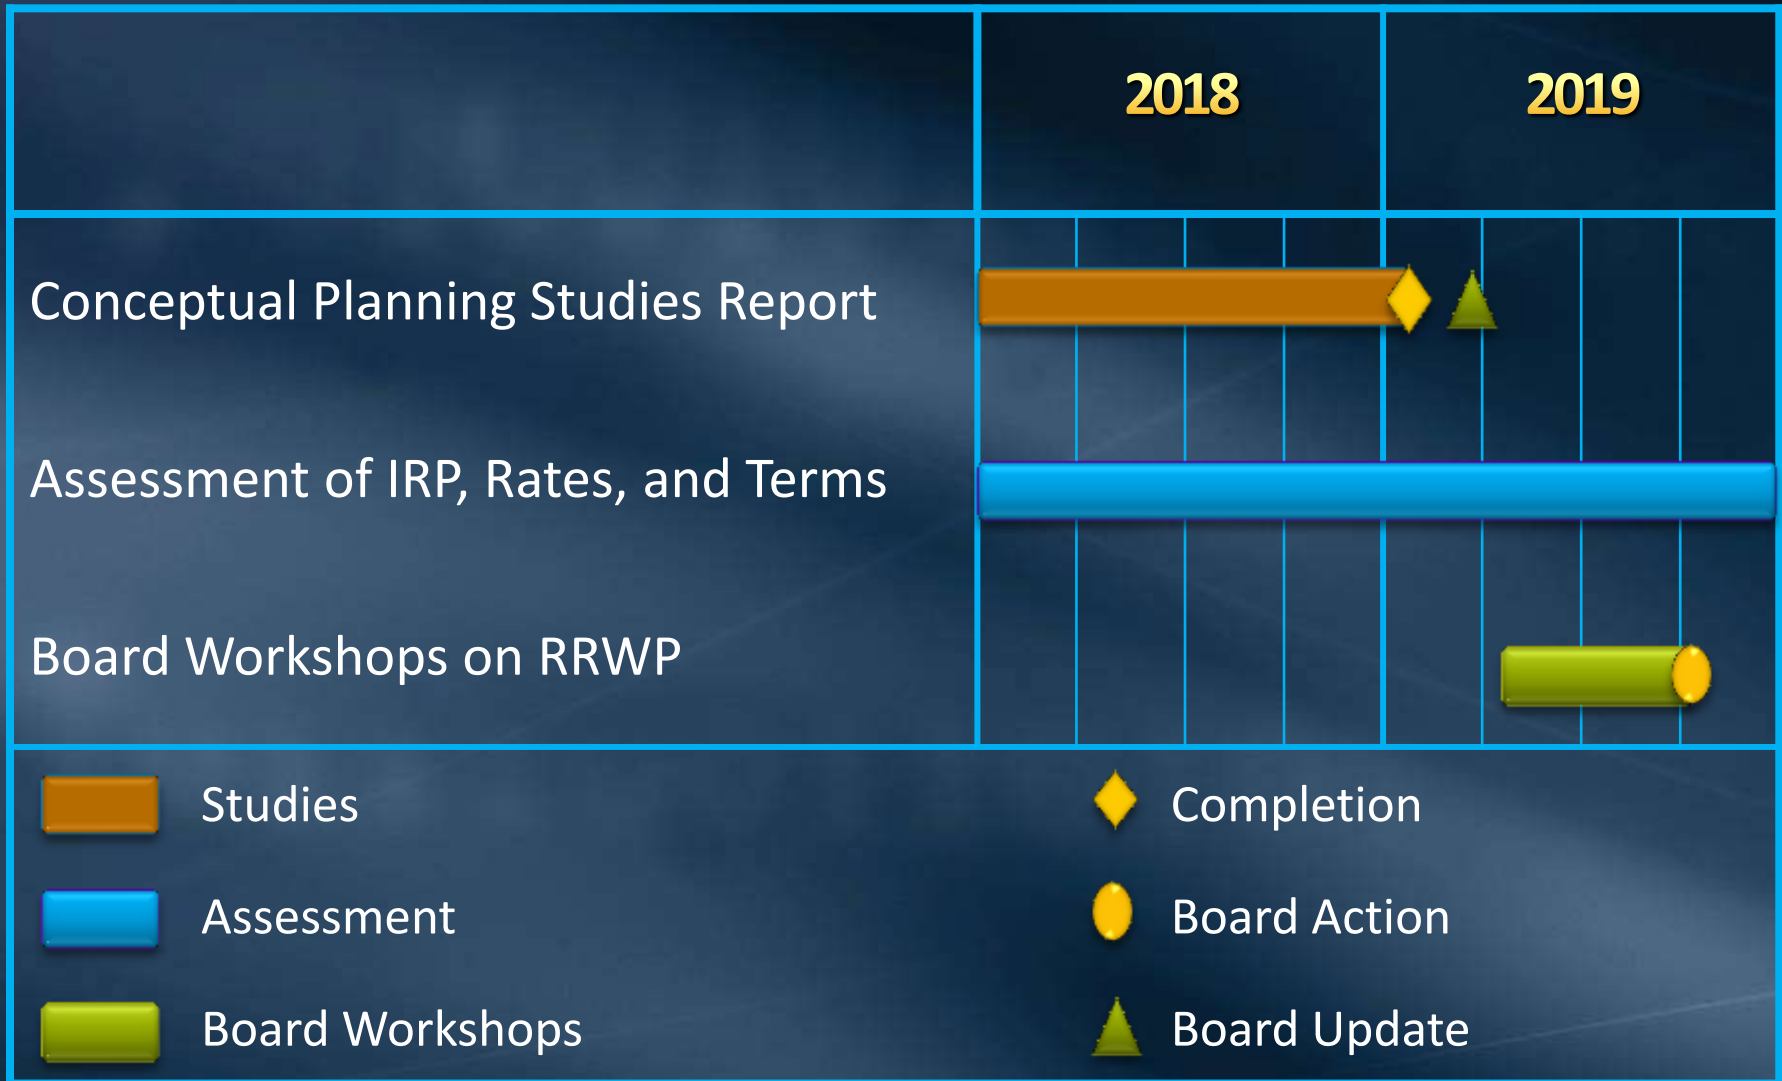 2018
2019
Conceptual Planning Studies Report
Assessment of IRP, Rates, and Terms
Board Workshops on RRWP
Studies
Completion
Assessment
Board Action
Board Workshops
Board Update